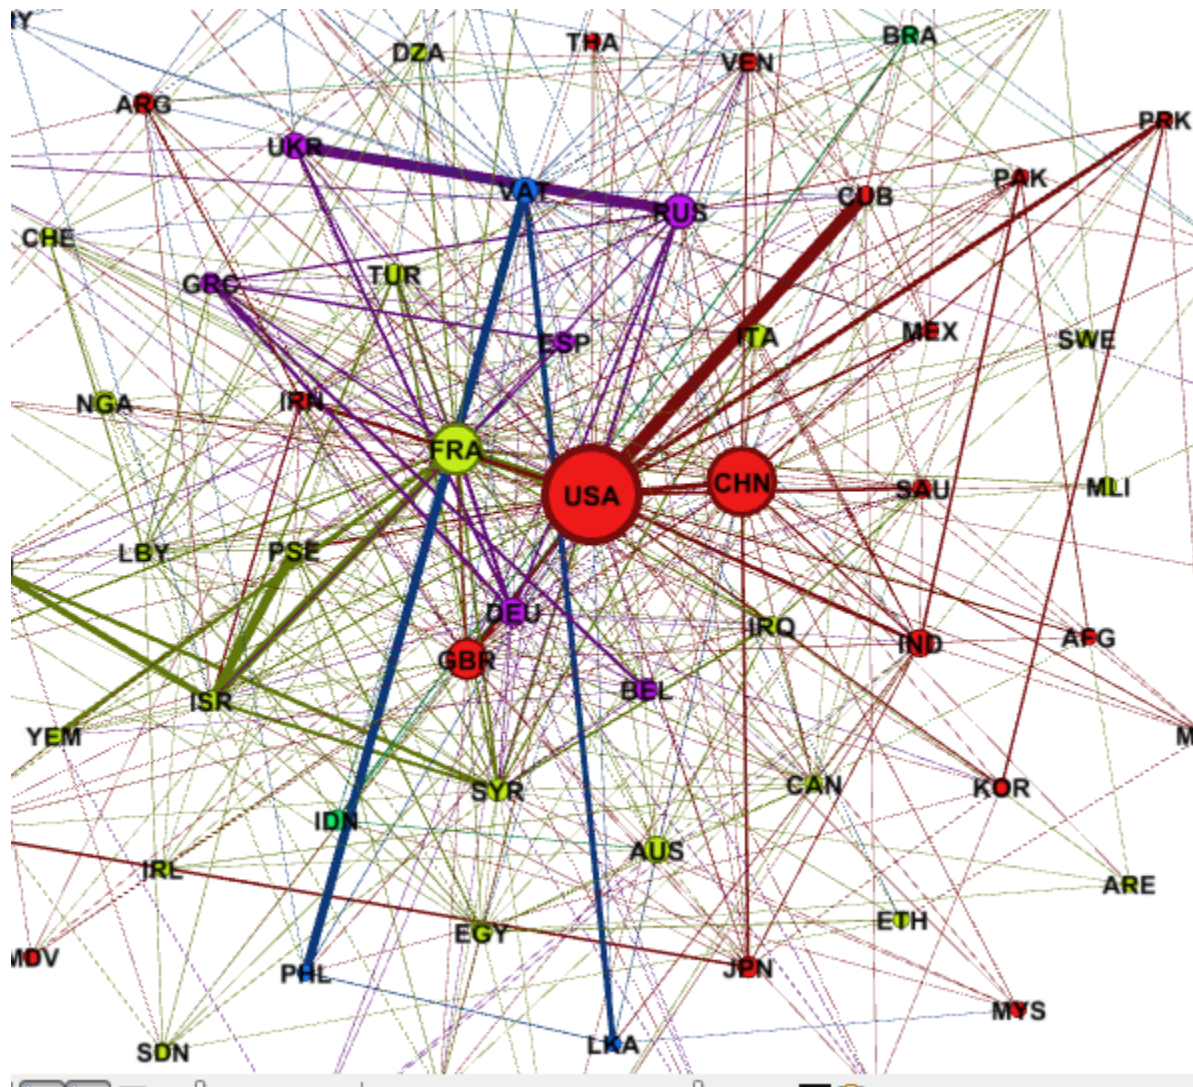 DZA
THA
VEN
BRA
ARG
PRK
UKR
VAT
RUS
CUB
PAK
CHE
GRC
TUR
ESP
ITA
MEX
SWE
NGA
IRN
FRA
USA
CHN
SAU
MLI
LBY
PSE
DEU
IRQ
IND
AFG
GBR
ISR
BEL
YEM
SYR
CAN
KOR
IDN
AUS
IRL
ARE
EGY
ETH
MDV
PHL
JPN
MYS
SDN
LKA